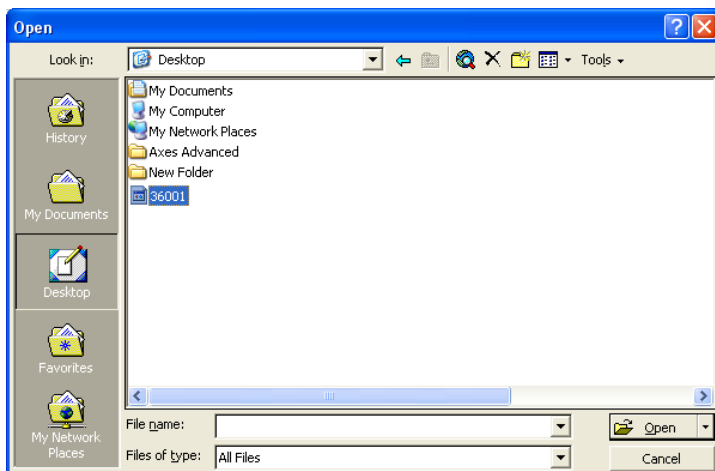 Open
Look in:
Desktop
Tools
History
My Documents
Desktop
Favorites
My Network
Places
My Documents
My Computer
My Network Places
Axes Advanced
New Folder
36001
File name:
Open
Files of type:
All Files
Cancel